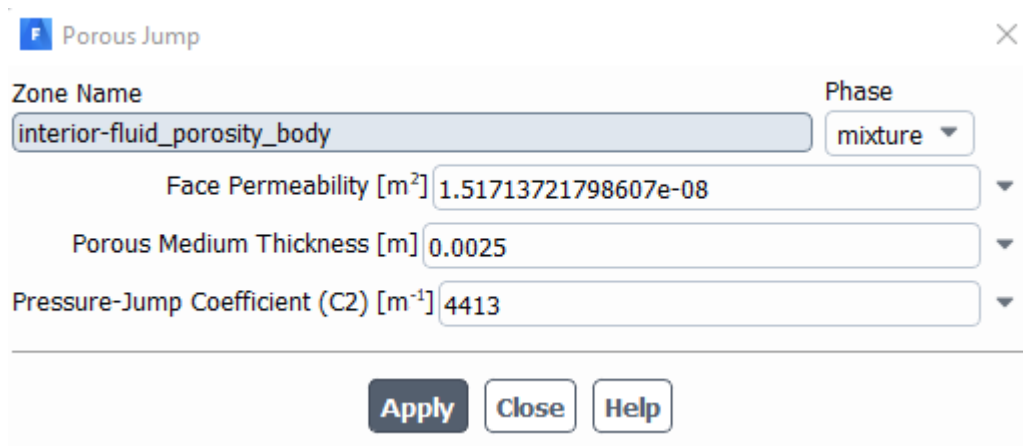 F Porous Jump
Zone Name Phase
interior-fluid_porosity_body mixture
Face Permeability [m²] 1.51713721798607e-08
Porous Medium Thickness [m] 0.0025
Pressure-Jump Coefficient (C2) [m⁻¹] 4413
Apply Close Help